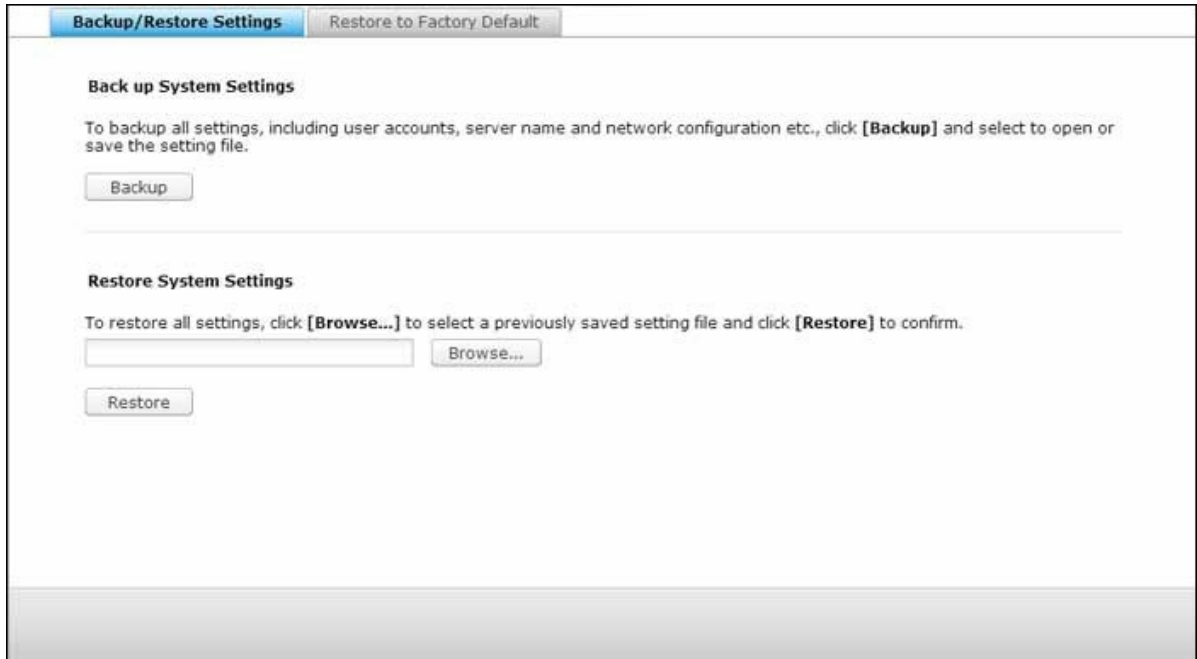 Backup/Restore Settings
Restore to Factory Default
Back up System Settings
To backup all settings, including user accounts, server name and network configuration etc., click [Backup] and select to open or
save the setting file.
Backup
Restore System Settings
To restore all settings, click [Browse...] to select a previously saved setting file and click [Restore] to confirm.
Browse...
Restore